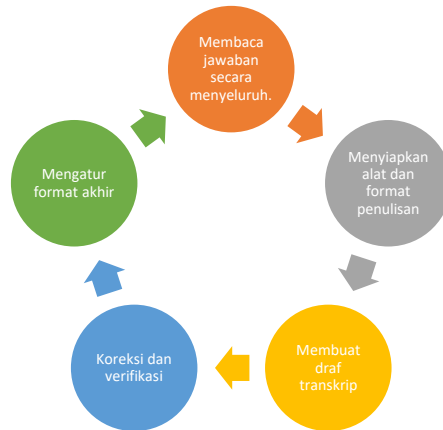 Membaca
jawaban
secara
menyeluruh.
Menyiapkan
alat dan
format
penulisan
Membuat
draf
transkrip
Koreksi dan
verifikasi
Mengatur
format akhir